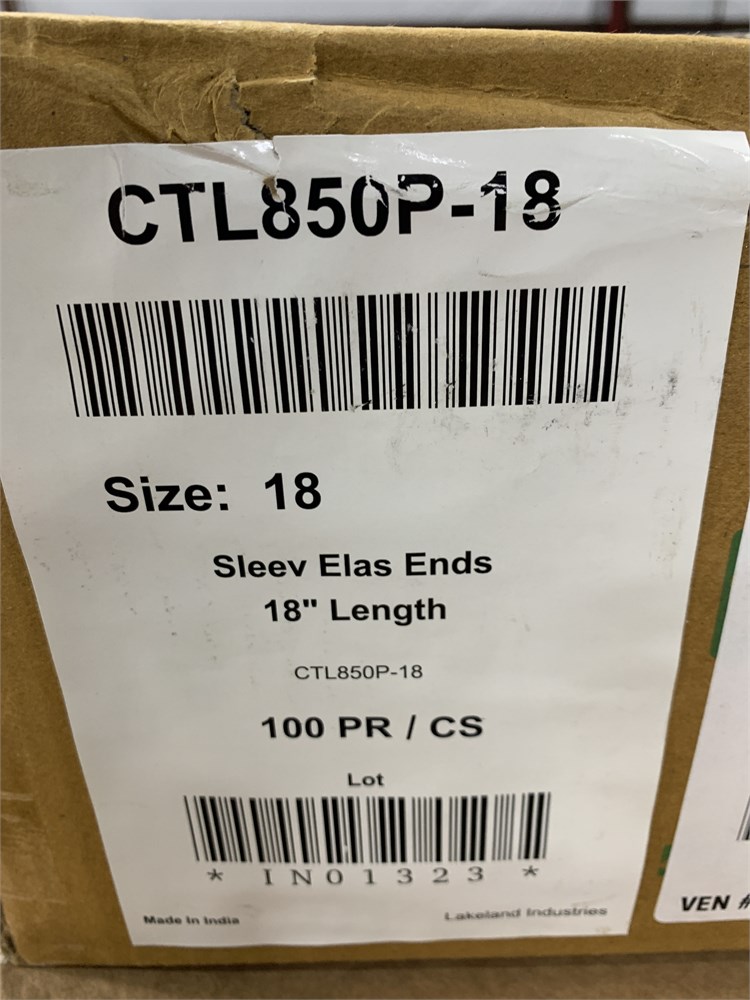 CTL850P-18
Size: 18
Sleev Elas Ends
18" Length
CTL850P-18
100 PR / CS
Lot
* IN01323 *
Made In India
Lakeland Industries
VEN #